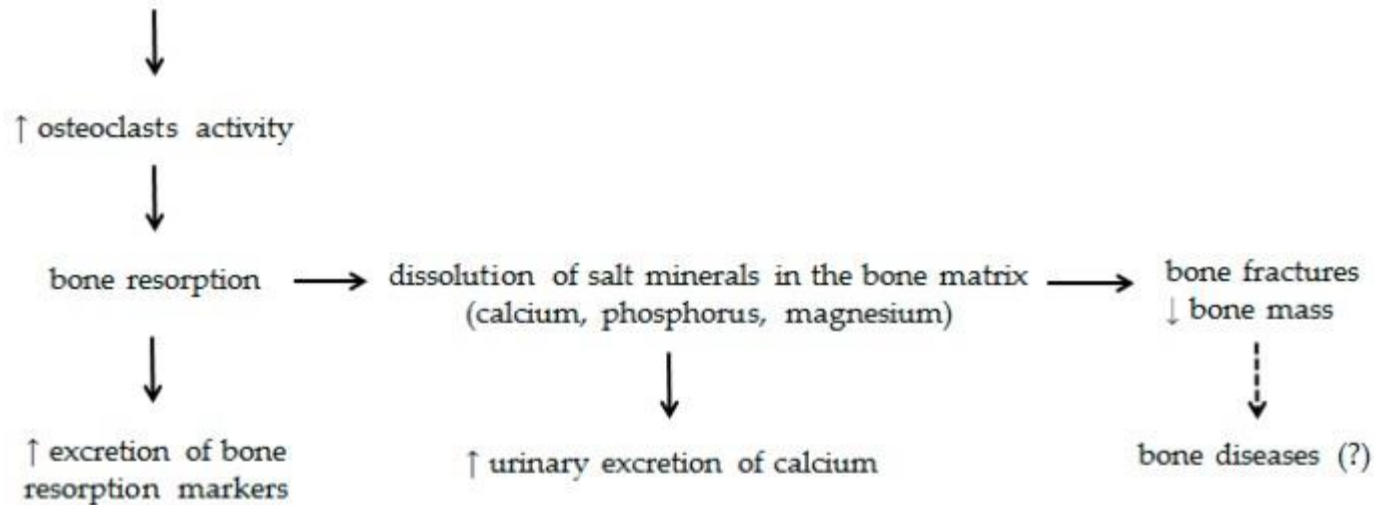 ↑ osteoclasts activity
bone resorption
dissolution of salt minerals in the bone matrix
(calcium, phosphorus, magnesium)
bone fractures
↓ bone mass
↑ excretion of bone
resorption markers
↑ urinary excretion of calcium
bone diseases (?)